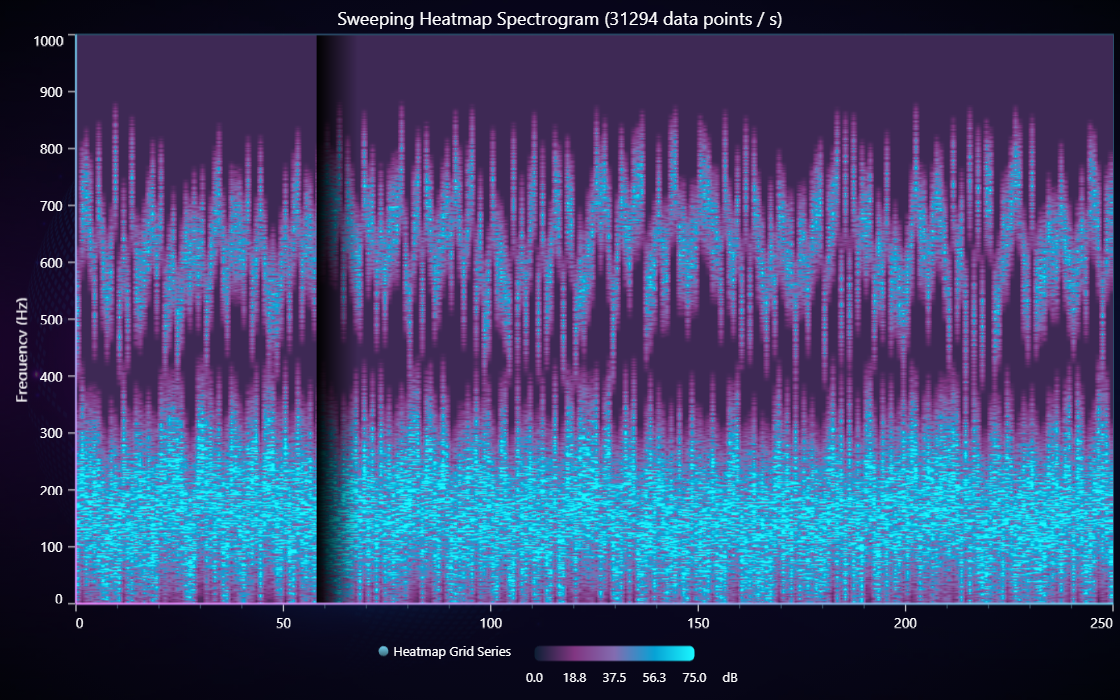 Sweeping Heatmap Spectrogram (31294 data points / s)
1000
900
800
700
600
500
400
300
200
100
0
Frequency (Hz)
0 50 100 150 200 250
Heatmap Grid Series
0.0 18.8 37.5 56.3 75.0 dB